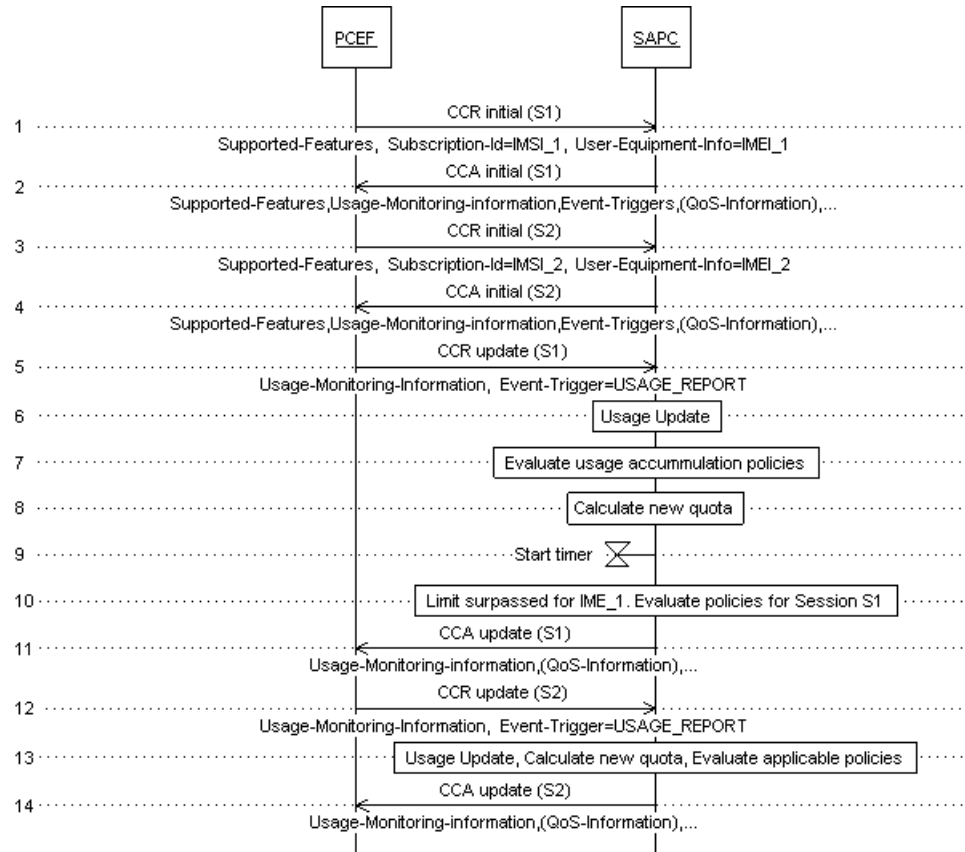 PCEF
SAPC
CCR initial (S1)
1
Supported-Features, Subscription-Id=IMSI_1, User-Equipment-Info=IMEI_1
CCA initial (S1)
2
Supported-Features,Usage-Monitoring-information,Event-Triggers,(QoS-Information),...
CCR initial (S2)
3
Supported-Features, Subscription-Id=IMSI_2, User-Equipment-Info=IMEI_2
CCA initial (S2)
4
Supported-Features,Usage-Monitoring-information,Event-Triggers,(QoS-Information),...
CCR update (S1)
5
Usage-Monitoring-Information, Event-Trigger=USAGE_REPORT
6 Usage Update
7 Evaluate usage accummulation policies
8 Calculate new quota
9 Start timer
10 Limit surpassed for IME_1. Evaluate policies for Session S1
CCA update (S1)
11
Usage-Monitoring-information,(QoS-Information),...
CCR update (S2)
12
Usage-Monitoring-Information, Event-Trigger=USAGE_REPORT
13 Usage Update, Calculate new quota, Evaluate applicable policies
CCA update (S2)
14
Usage-Monitoring-information,(QoS-Information),...